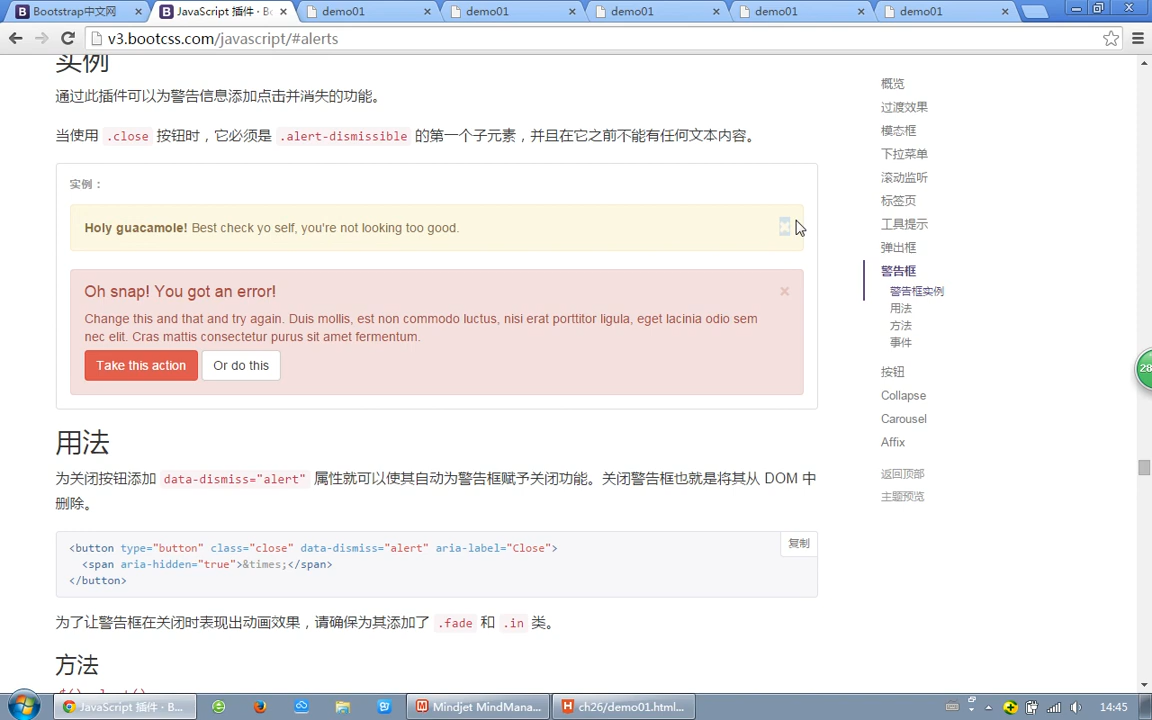 Bootstrap中文网
JavaScript 插件 · Bo
demo01
demo01
demo01
demo01
demo01
v3.bootcss.com/javascript/#alerts
实例
通过此插件可以为警告信息添加点击并消失的功能。
当使用 .close 按钮时，它必须是 .alert-dismissible 的第一个子元素，并且在它之前不能有任何文本内容。
实例：
Holy guacamole! Best check yo self, you're not looking too good. ×
Oh snap! You got an error! ×
Change this and that and try again. Duis mollis, est non commodo luctus, nisi erat porttitor ligula, eget lacinia odio sem
nec elit. Cras mattis consectetur purus sit amet fermentum.
Take this action Or do this
用法
为关闭按钮添加 data-dismiss="alert" 属性就可以使其自动为警告框赋予关闭功能。关闭警告框也就是将其从 DOM 中
删除。
复制
<button type="button" class="close" data-dismiss="alert" aria-label="Close">
<span aria-hidden="true">&times;</span>
</button>
为了让警告框在关闭时表现出动画效果，请确保为其添加了 .fade 和 .in 类。
方法
概览
过渡效果
模态框
下拉菜单
滚动监听
标签页
工具提示
弹出框
警告框
警告框实例
用法
方法
事件
按钮
Collapse
Carousel
Affix
返回顶部
主题预览
28
JavaScript 插件 · B...
Mindjet MindMana...
ch26/demo01.html...
14:45